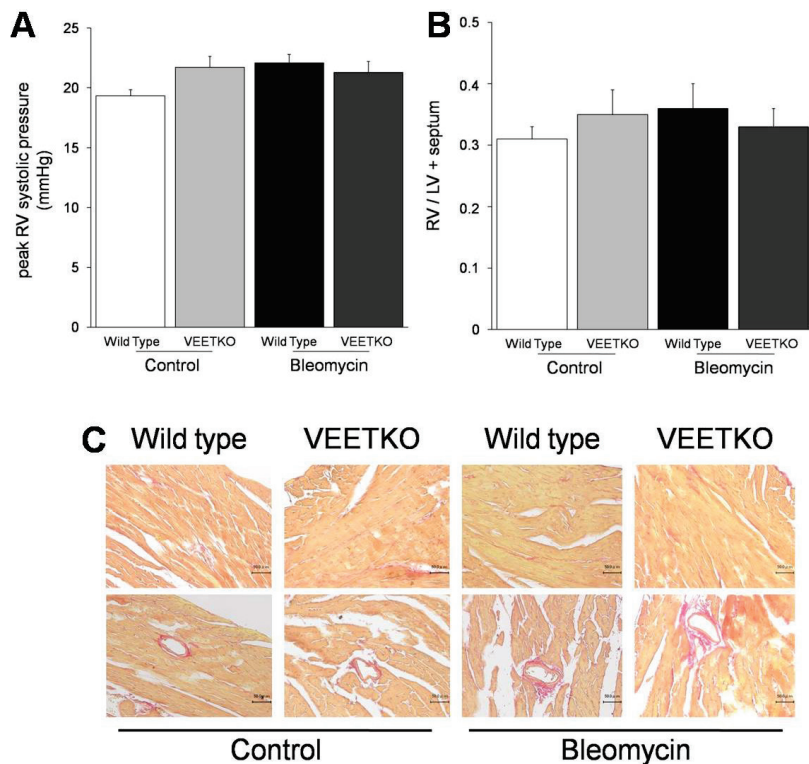 A
peak RV systolic pressure
(mmHg)
25
20
15
10
5
0
Wild Type
VEETKO
Wild Type
VEETKO
Control
Bleomycin
B
RV / LV + septum
0.5
0.4
0.3
0.2
0.1
0
Wild Type
VEETKO
Wild Type
VEETKO
Control
Bleomycin
C
Wild type
VEETKO
Wild type
VEETKO
Control
Bleomycin